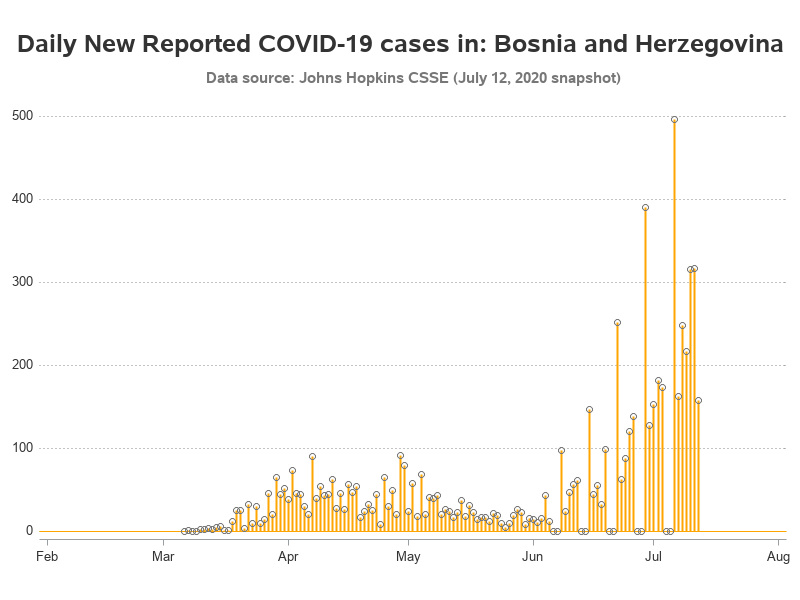 Daily New Reported COVID-19 cases in: Bosnia and Herzegovina
Data source: Johns Hopkins CSSE (July 12, 2020 snapshot)
500
400
300
200
100
0
Feb Mar Apr May Jun Jul Aug